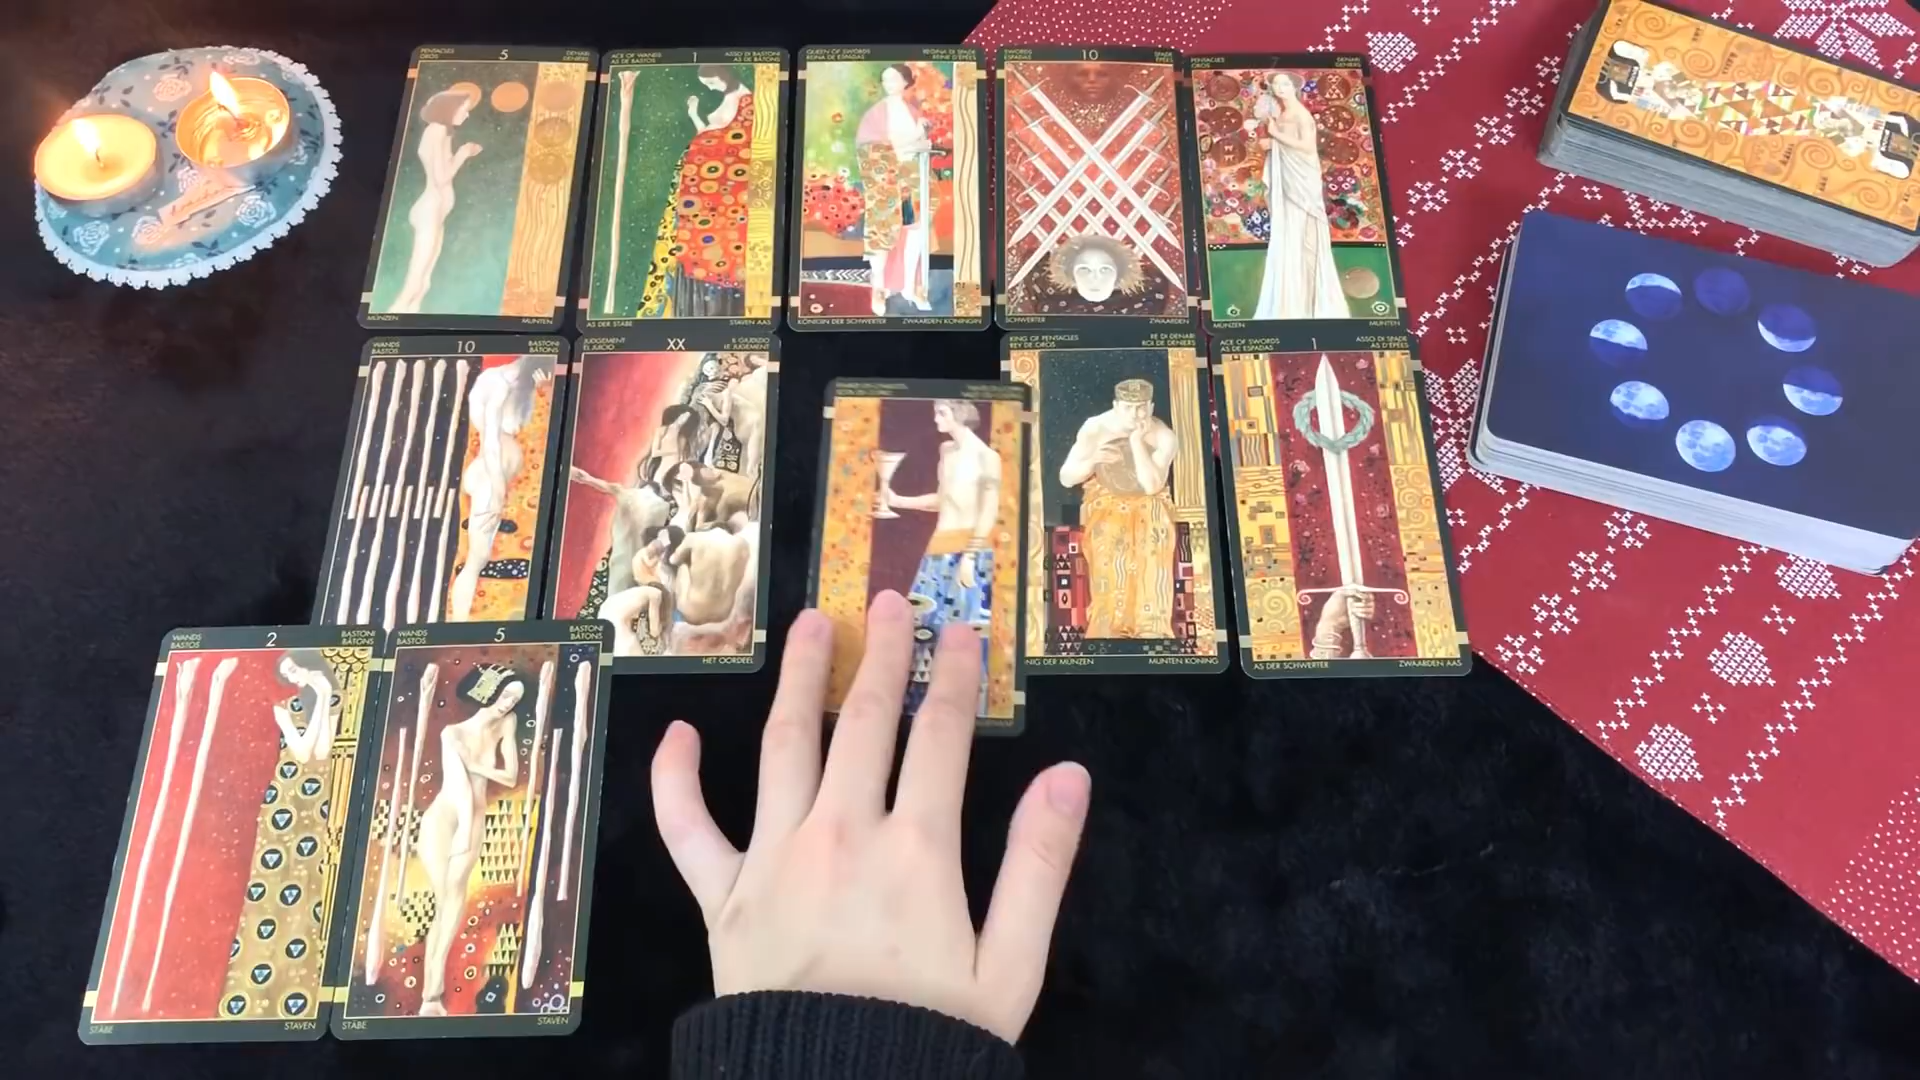 PENTACLES
OROS
5
DENARI
DENIERS
MÜNZEN
MUNTEN
ACE OF WANDS
AS DE BASTOS
1
ASSO DI BASTONI
AS DE BÂTONS
AS DER STÄBE
STAVEN AAS
QUEEN OF SWORDS
REINA DE ESPADAS
REGINA DI SPADE
REINE D'ÉPÉES
KÖNIGIN DER SCHWERTER
ZWAARDEN KONINGIN
SWORDS
ESPADAS
10
SPADE
ÉPÉES
SCHWERTER
ZWAARDEN
PENTACLES
OROS
7
DENARI
DENIERS
MÜNZEN
MUNTEN
WANDS
BASTOS
10
BASTONI
BÂTONS
JUDGEMENT
EL JUICIO
XX
IL GIUDIZIO
LE JUGEMENT
HET OORDEEL
KING OF PENTACLES
REY DE OROS
RE DI DENARI
ROI DE DENIERS
NIG DER MÜNZEN
MUNTEN KONING
ACE OF SWORDS
AS DE ESPADAS
1
ASSO DI SPADE
AS D'ÉPÉES
AS DER SCHWERTER
ZWAARDEN AAS
WANDS
BASTOS
2
BASTONI
BÂTONS
STÄBE
STAVEN
WANDS
BASTOS
5
BASTONI
BÂTONS
STÄBE
STAVEN